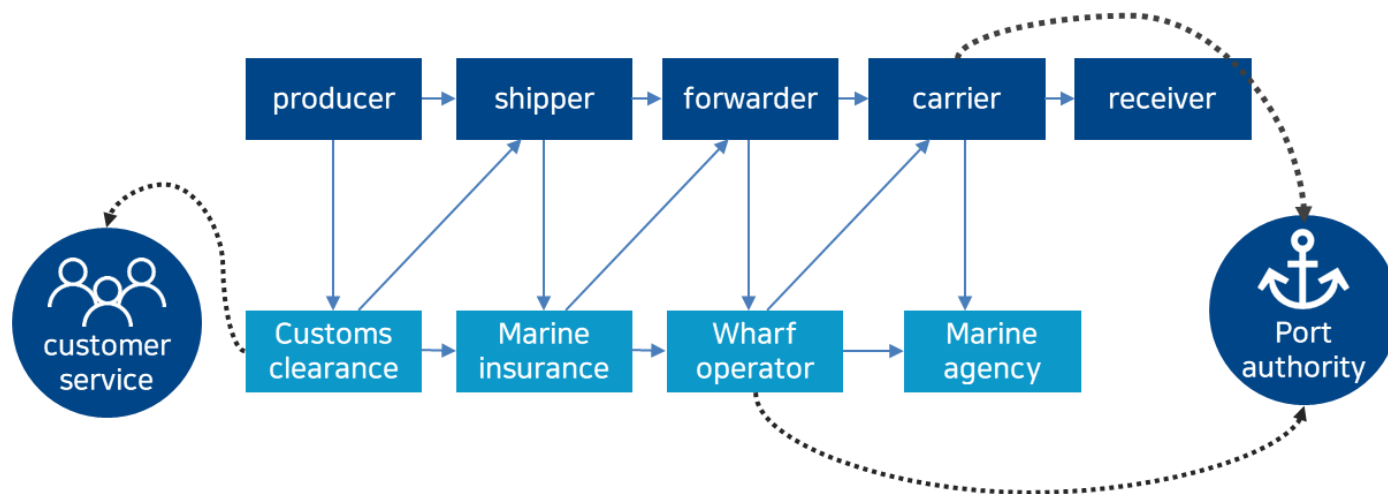 producer
shipper
forwarder
carrier
receiver
customer
service
Customs
clearance
Marine
insurance
Wharf
operator
Marine
agency
Port
authority